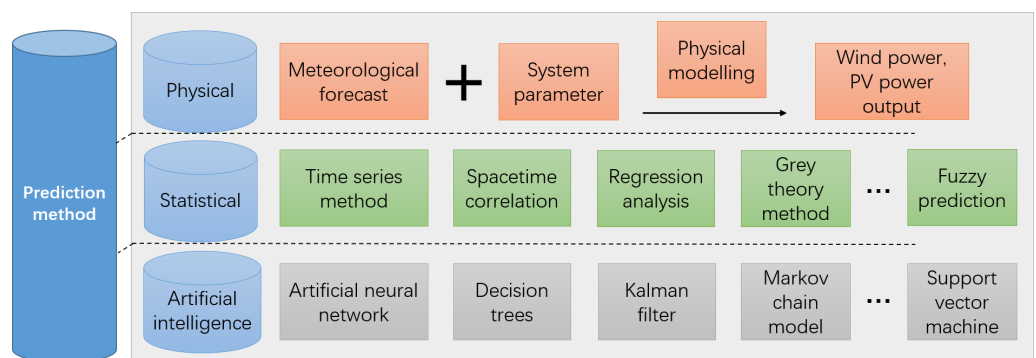 Prediction
method
Physical
Meteorological
forecast
+
System
parameter
Physical
modelling
Wind power,
PV power
output
Statistical
Time series
method
Spacetime
correlation
Regression
analysis
Grey
theory
method
...
Fuzzy
prediction
Artificial
intelligence
Artificial neural
network
Decision
trees
Kalman
filter
Markov
chain
model
...
Support
vector
machine